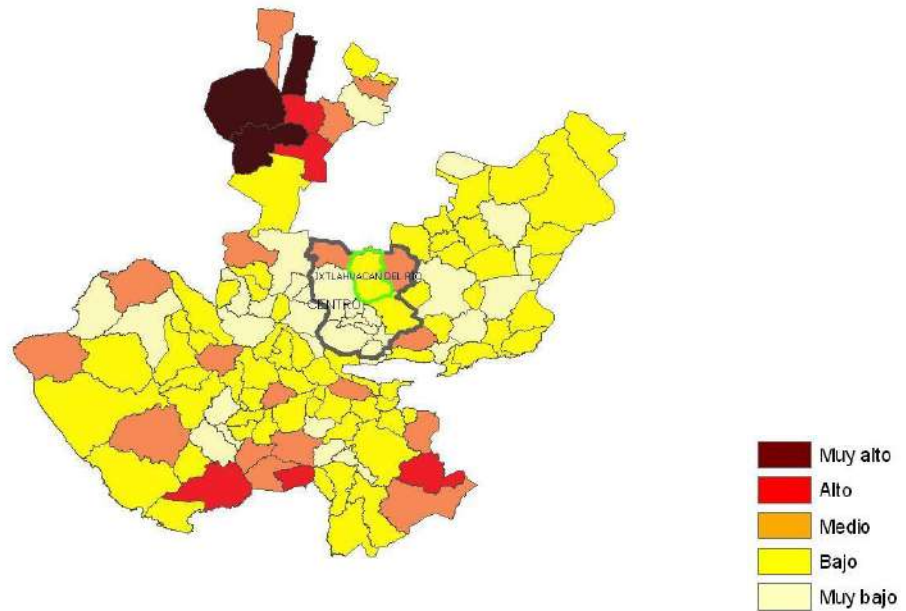 IXTLAHUACAN DEL RIO
CENTRO
Muy alto
Alto
Medio
Bajo
Muy bajo